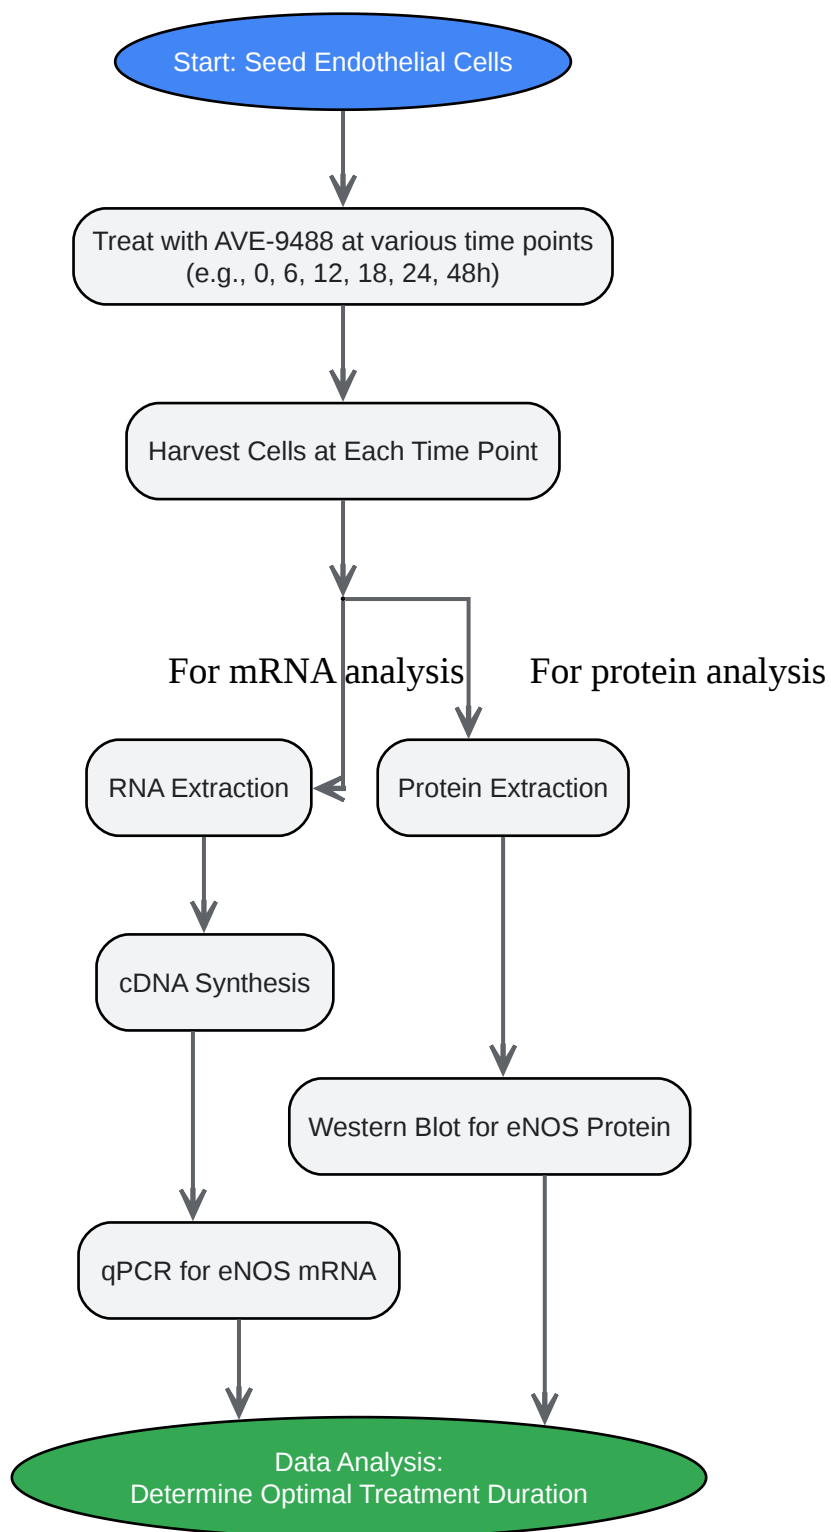 Start: Seed Endothelial Cells
Treat with AVE-9488 at various time points
(e.g., 0, 6, 12, 18, 24, 48h)
Harvest Cells at Each Time Point
For mRNA analysis
For protein analysis
RNA Extraction
Protein Extraction
cDNA Synthesis
Western Blot for eNOS Protein
qPCR for eNOS mRNA
Data Analysis:
Determine Optimal Treatment Duration